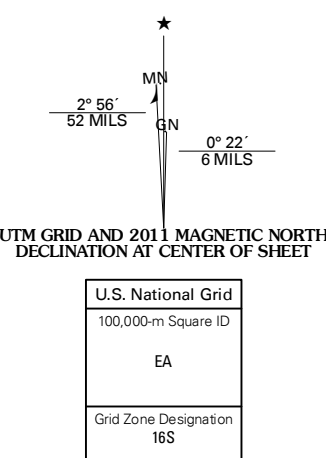 ★
MN
2° 56´
52 MILS
GN
0° 22´
6 MILS
UTM GRID AND 2011 MAGNETIC NORTH
DECLINATION AT CENTER OF SHEET
U.S. National Grid
100,000-m Square ID
EA
Grid Zone Designation
16S